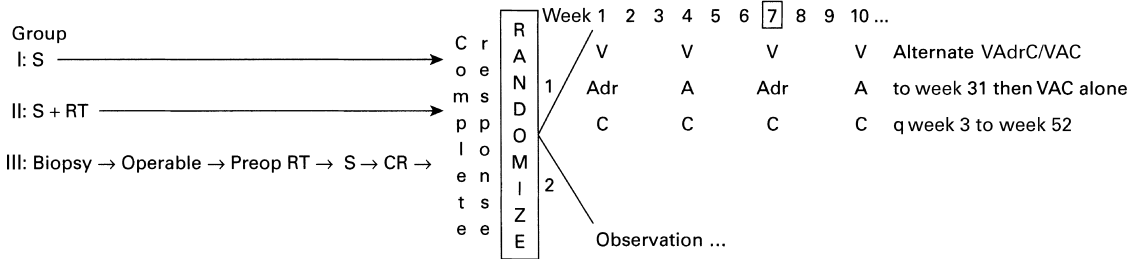 Group
I: S
II: S + RT
III: Biopsy → Operable → Preop RT → S → CR →
Complete
response
RANDOMIZE
1
2
Week 1 2 3 4 5 6 7 8 9 10 ...
V V V V Alternate VAdrC/VAC
Adr A Adr A to week 31 then VAC alone
C C C C q week 3 to week 52
Observation ...